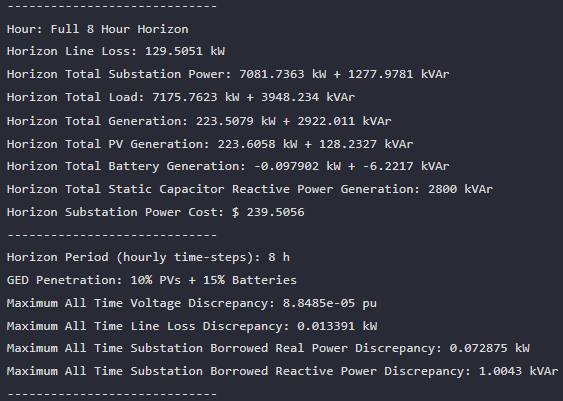 -----------------------------
Hour: Full 8 Hour Horizon
Horizon Line Loss: 129.5051 kW
Horizon Total Substation Power: 7081.7363 kW + 1277.9781 kVAr
Horizon Total Load: 7175.7623 kW + 3948.234 kVAr
Horizon Total Generation: 223.5079 kW + 2922.011 kVAr
Horizon Total PV Generation: 223.6058 kW + 128.2327 kVAr
Horizon Total Battery Generation: -0.097902 kW + -6.2217 kVAr
Horizon Total Static Capacitor Reactive Power Generation: 2800 kVAr
Horizon Substation Power Cost: $ 239.5056
-----------------------------
Horizon Period (hourly time-steps): 8 h
GED Penetration: 10% PVs + 15% Batteries
Maximum All Time Voltage Discrepancy: 8.8485e-05 pu
Maximum All Time Line Loss Discrepancy: 0.013391 kW
Maximum All Time Substation Borrowed Real Power Discrepancy: 0.072875 kW
Maximum All Time Substation Borrowed Reactive Power Discrepancy: 1.0043 kVAr
-----------------------------